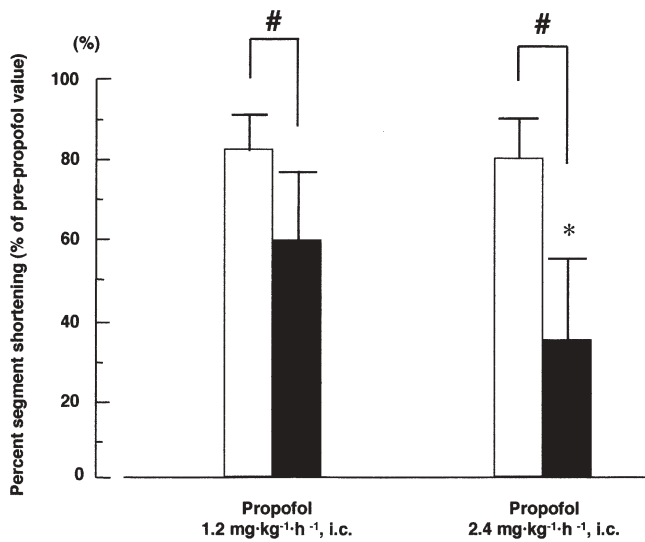 (%)
Percent segment shortening (% of pre-propofol value)
100
80
60
40
20
0
#
#
*
Propofol
1.2 mg·kg⁻¹·h ⁻¹, i.c.
Propofol
2.4 mg·kg⁻¹·h ⁻¹, i.c.